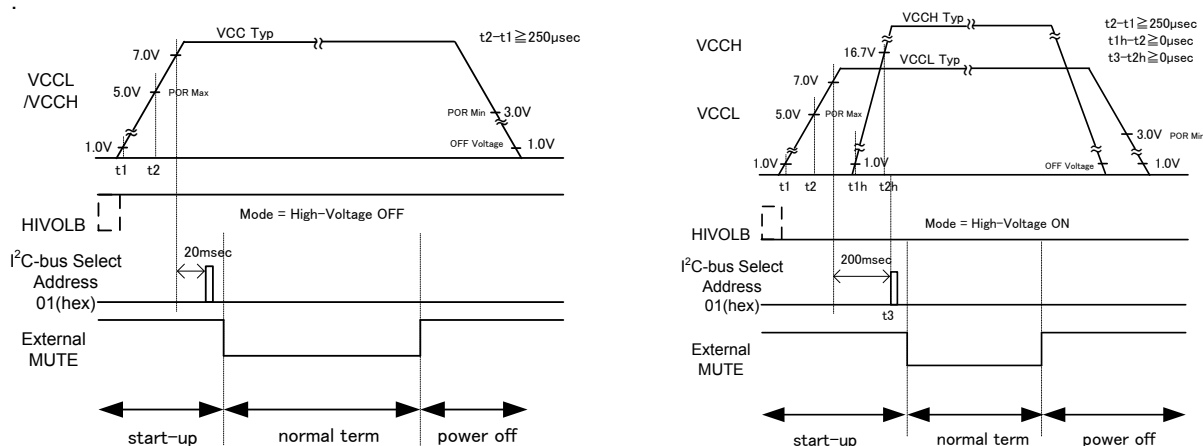 .
VCC Typ
t2-t1≧250μsec
7.0V
VCCL
/VCCH
5.0V
POR Max
POR Min
3.0V
OFF Voltage
1.0V
1.0V
t1
t2
HIVOLB
Mode = High-Voltage OFF
20msec
I²C-bus Select
Address
01(hex)
External
MUTE
start-up
normal term
power off
VCCH Typ
t2-t1≧250μsec
t1h-t2≧0μsec
t3-t2h≧0μsec
VCCH
16.7V
VCCL Typ
7.0V
VCCL
5.0V
POR Max
3.0V
POR Min
1.0V
1.0V
OFF Voltage
1.0V
t1
t2
t1h
t2h
HIVOLB
Mode = High-Voltage ON
200msec
I²C-bus Select
Address
01(hex)
t3
External
MUTE
start-up
normal term
power off